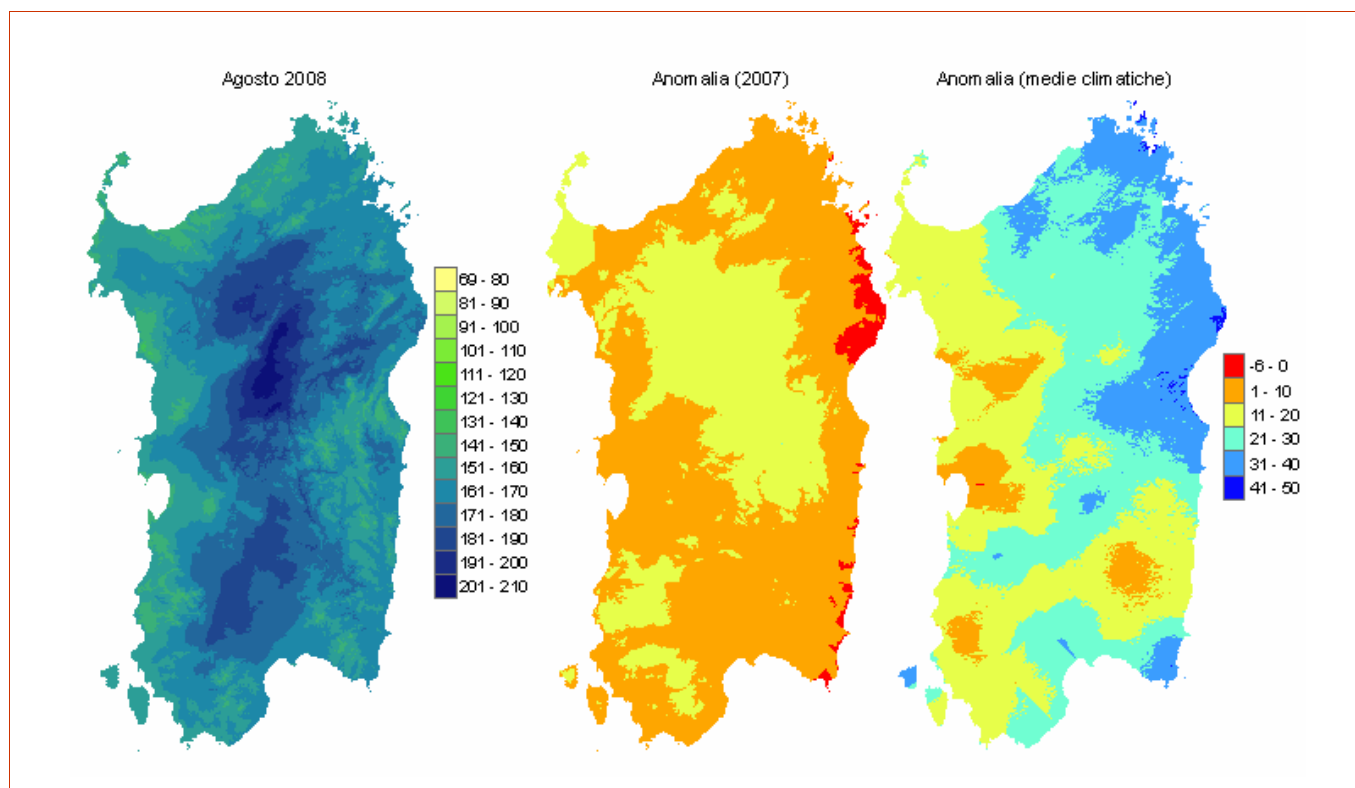 Agosto 2008
Anomalia (2007)
Anomalia (medie climatiche)
69 - 80
81 - 90
91 - 100
101 - 110
111 - 120
121 - 130
131 - 140
141 - 150
151 - 160
161 - 170
171 - 180
181 - 190
191 - 200
201 - 210
-6 - 0
1 - 10
11 - 20
21 - 30
31 - 40
41 - 50